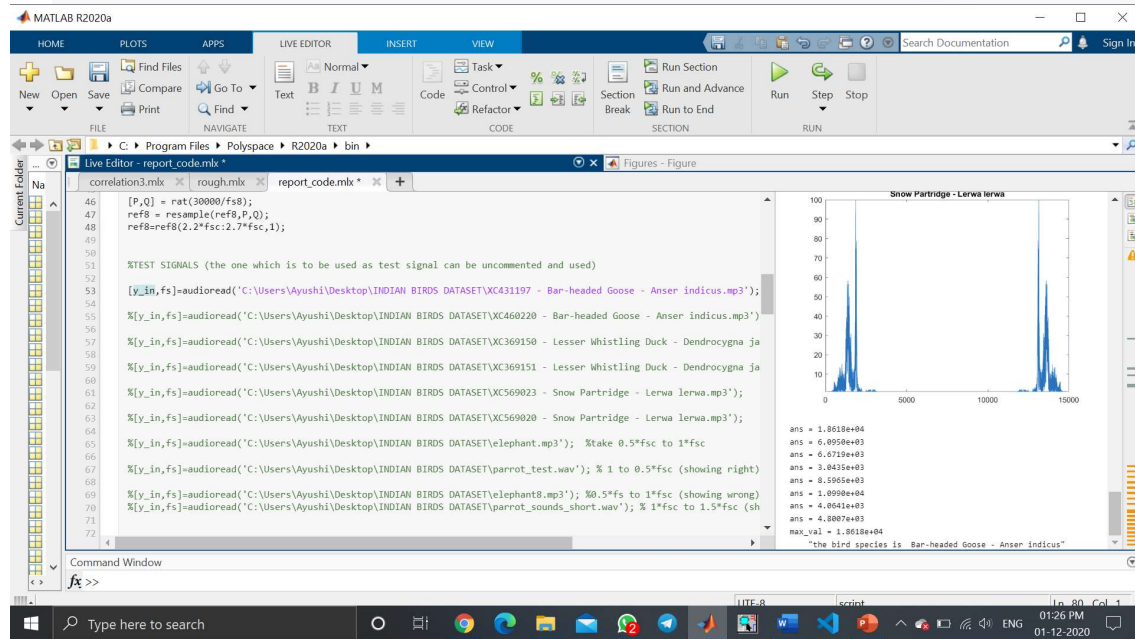 MATLAB R2020a
HOME PLOTS APPS LIVE EDITOR INSERT VIEW Search Documentation Sign In
Find Files Normal Task Run Section
New Open Save Compare Go To Text B I U M Code Control Section Run and Advance Run Step Stop
Print Find Refactor Break Run to End
FILE NAVIGATE TEXT CODE SECTION RUN
C: Program Files Polyspace R2020a bin
Current Folder
Na
Live Editor - report_code.mlx * Figures - Figure
correlation3.mlx rough.mlx report_code.mlx *
46 [P,Q] = rat(30000/fs8);
47 ref8 = resample(ref8,P,Q);
48 ref8=ref8(2.2*fsc:2.7*fsc,1);
49
50
51 %TEST SIGNALS (the one which is to be used as test signal can be uncommented and used)
52
53 [y_in,fs]=audioread('C:\Users\Ayushi\Desktop\INDIAN BIRDS DATASET\XC431197 - Bar-headed Goose - Anser indicus.mp3');
54
55 %[y_in,fs]=audioread('C:\Users\Ayushi\Desktop\INDIAN BIRDS DATASET\XC460220 - Bar-headed Goose - Anser indicus.mp3')
56
57 %[y_in,fs]=audioread('C:\Users\Ayushi\Desktop\INDIAN BIRDS DATASET\XC369150 - Lesser Whistling Duck - Dendrocygna ja
58
59 %[y_in,fs]=audioread('C:\Users\Ayushi\Desktop\INDIAN BIRDS DATASET\XC369151 - Lesser Whistling Duck - Dendrocygna ja
60
61 %[y_in,fs]=audioread('C:\Users\Ayushi\Desktop\INDIAN BIRDS DATASET\XC569023 - Snow Partridge - Lerwa lerwa.mp3');
62
63 %[y_in,fs]=audioread('C:\Users\Ayushi\Desktop\INDIAN BIRDS DATASET\XC569020 - Snow Partridge - Lerwa lerwa.mp3');
64
65 %[y_in,fs]=audioread('C:\Users\Ayushi\Desktop\INDIAN BIRDS DATASET\elephant.mp3'); %take 0.5*fsc to 1*fsc
66
67 %[y_in,fs]=audioread('C:\Users\Ayushi\Desktop\INDIAN BIRDS DATASET\parrot_test.wav'); % 1 to 0.5*fsc (showing right)
68
69 %[y_in,fs]=audioread('C:\Users\Ayushi\Desktop\INDIAN BIRDS DATASET\elephant8.mp3'); %0.5*fs to 1*fsc (showing wrong)
70 %[y_in,fs]=audioread('C:\Users\Ayushi\Desktop\INDIAN BIRDS DATASET\parrot_sounds_short.wav'); % 1*fsc to 1.5*fsc (sh
71
72
Snow Partridge - Lerwa lerwa
100
90
80
70
60
50
40
30
20
10
0 5000 10000 15000
ans = 1.8618e+04
ans = 6.0950e+03
ans = 6.6719e+03
ans = 3.0435e+03
ans = 8.5965e+03
ans = 1.0990e+04
ans = 4.0641e+03
ans = 4.8007e+03
max_val = 1.8618e+04
"the bird species is Bar-headed Goose - Anser indicus"
Command Window
fx >>
UTF-8 script Ln 80 Col 1
Type here to search ENG 01:26 PM
01-12-2020